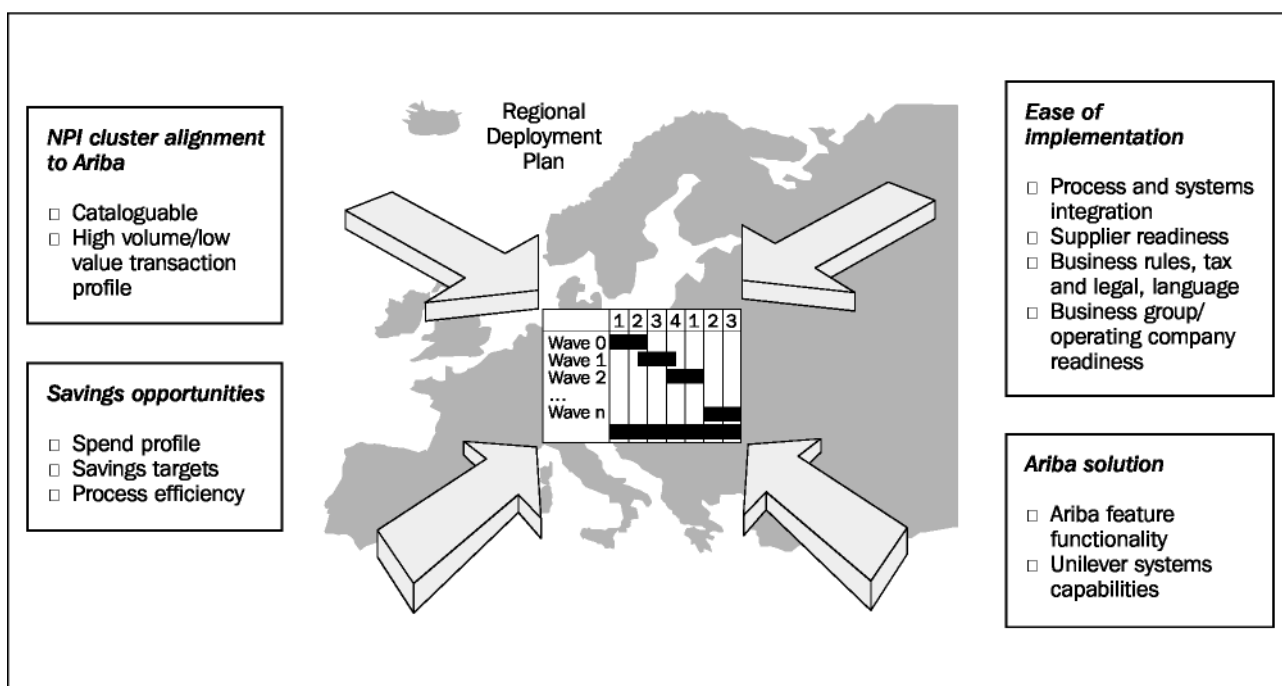 Regional
Deployment
Plan
NPI cluster alignment
to Ariba
□ Cataloguable
□ High volume/low
value transaction
profile
Savings opportunities
□ Spend profile
□ Savings targets
□ Process efficiency
1 2 3 4 1 2 3
Wave 0
Wave 1
Wave 2
...
Wave n
Ease of
implementation
□ Process and systems
integration
□ Supplier readiness
□ Business rules, tax
and legal, language
□ Business group/
operating company
readiness
Ariba solution
□ Ariba feature
functionality
□ Unilever systems
capabilities